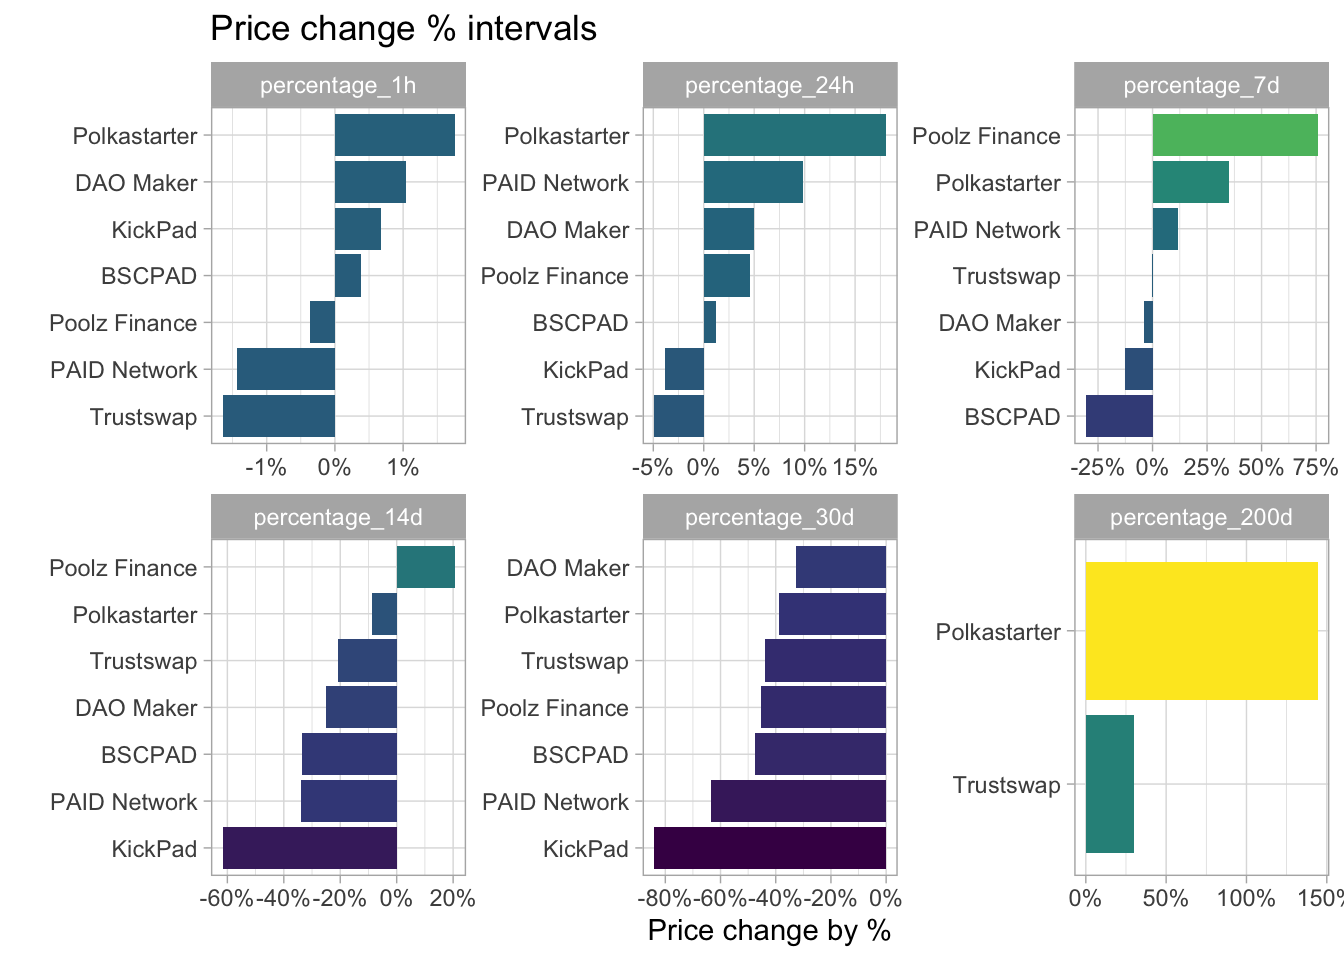 Price change % intervals
percentage_1h
Polkastarter
DAO Maker
KickPad
BSCPAD
Poolz Finance
PAID Network
Trustswap
-1% 0% 1%
percentage_24h
Polkastarter
PAID Network
DAO Maker
Poolz Finance
BSCPAD
KickPad
Trustswap
-5% 0% 5% 10% 15%
percentage_7d
Poolz Finance
Polkastarter
PAID Network
Trustswap
DAO Maker
KickPad
BSCPAD
-25% 0% 25% 50% 75%
percentage_14d
Poolz Finance
Polkastarter
Trustswap
DAO Maker
BSCPAD
PAID Network
KickPad
-60% -40% -20% 0% 20%
percentage_30d
DAO Maker
Polkastarter
Trustswap
Poolz Finance
BSCPAD
PAID Network
KickPad
-80% -60% -40% -20% 0%
percentage_200d
Polkastarter
Trustswap
0% 50% 100% 150%
Price change by %